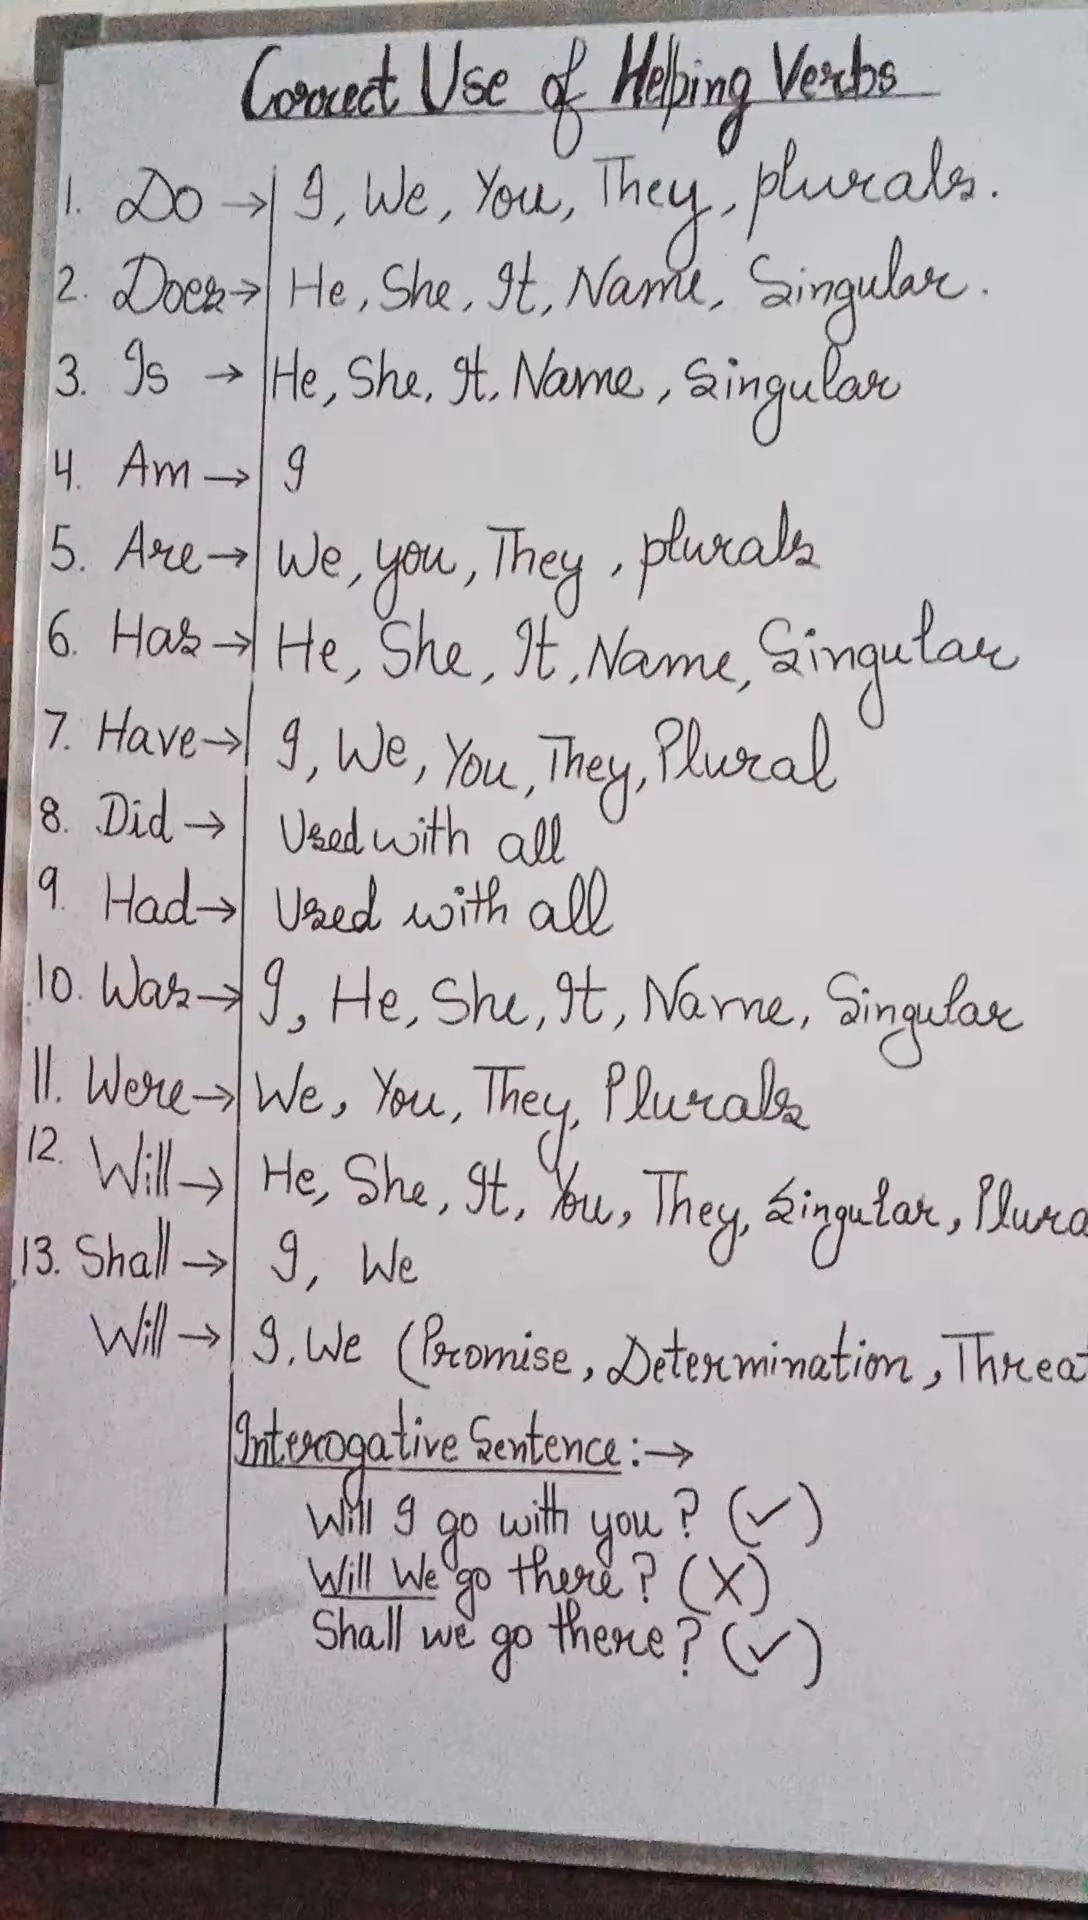 Correct Use of Helping Verbs
1. Do → I, We, You, They, plurals.
2. Does → He, She, It, Name, Singular.
3. Is → He, She, It, Name, Singular
4. Am → I
5. Are → We, you, They, plurals
6. Has → He, She, It, Name, Singular
7. Have → I, We, You, They, Plural
8. Did → Used with all
9. Had → Used with all
10. Was → I, He, She, It, Name, Singular
11. Were → We, You, They, Plurals
12. Will → He, She, It, You, They, Singular, Plura
13. Shall → I, We
Will → I, We (Promise, Determination, Threat
Interogative Sentence :→
Will I go with you? (✓)
Will We go there? (X)
Shall we go there? (✓)